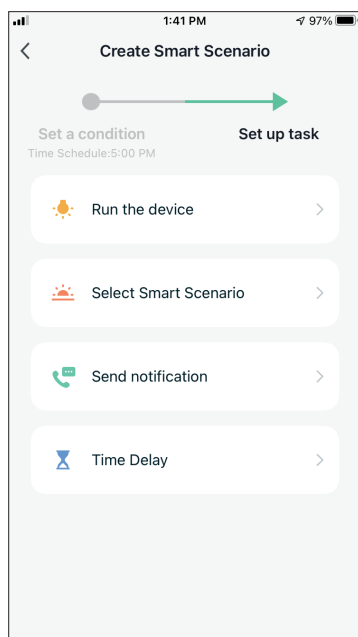 1:41 PM 97%
Create Smart Scenario
Set a condition Set up task
Time Schedule:5:00 PM
Run the device
Select Smart Scenario
Send notification
Time Delay